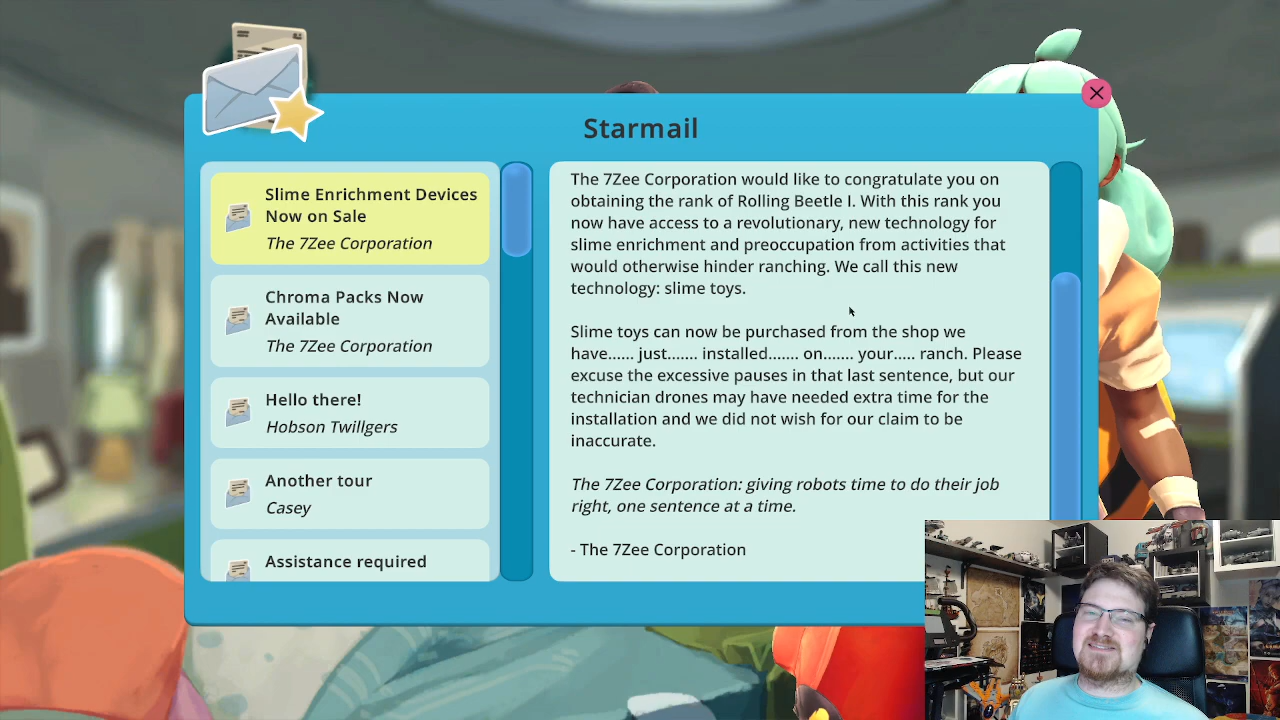 Starmail
Slime Enrichment Devices
Now on Sale
The 7Zee Corporation
Chroma Packs Now
Available
The 7Zee Corporation
Hello there!
Hobson Twillgers
Another tour
Casey
Assistance required
The 7Zee Corporation would like to congratulate you on
obtaining the rank of Rolling Beetle I. With this rank you
now have access to a revolutionary, new technology for
slime enrichment and preoccupation from activities that
would otherwise hinder ranching. We call this new
technology: slime toys.
Slime toys can now be purchased from the shop we
have...... just....... installed....... on....... your..... ranch. Please
excuse the excessive pauses in that last sentence, but our
technician drones may have needed extra time for the
installation and we did not wish for our claim to be
inaccurate.
The 7Zee Corporation: giving robots time to do their job
right, one sentence at a time.
- The 7Zee Corporation